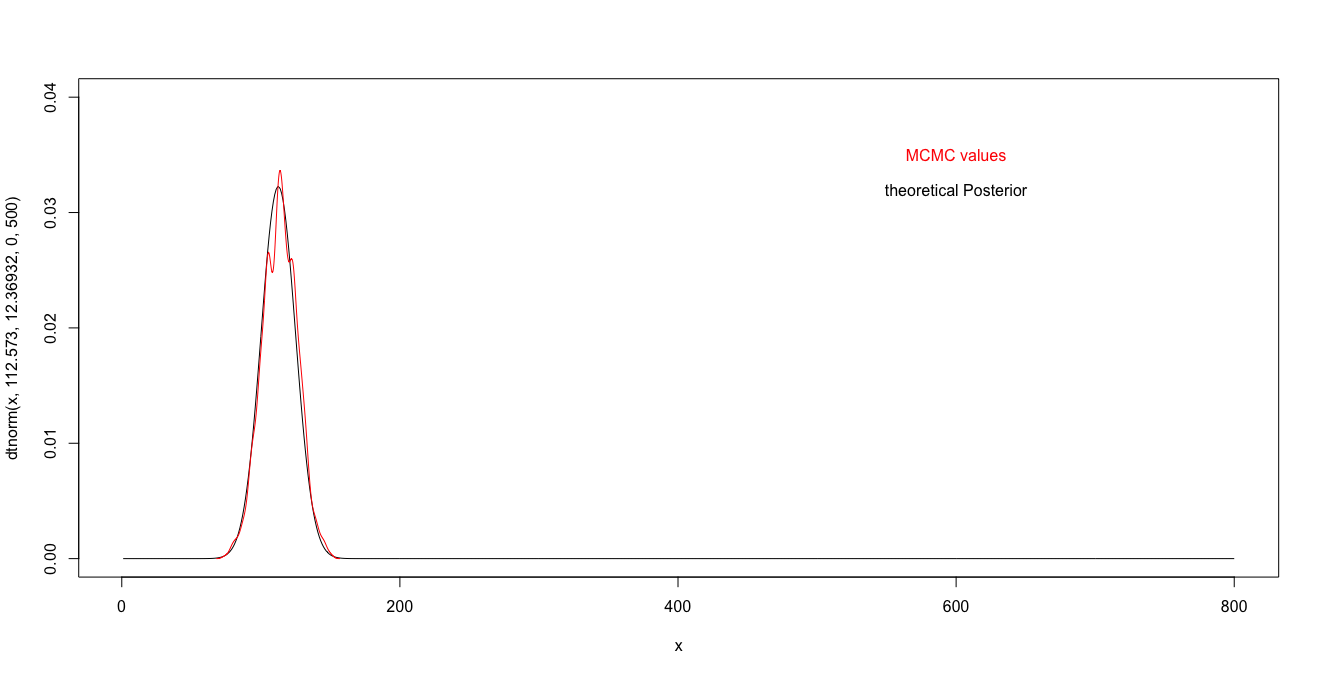 MCMC values
theoretical Posterior
dtnorm(x, 112.573, 12.36932, 0, 500)
0.04
0.03
0.02
0.01
0.00
0 200 400 600 800
x